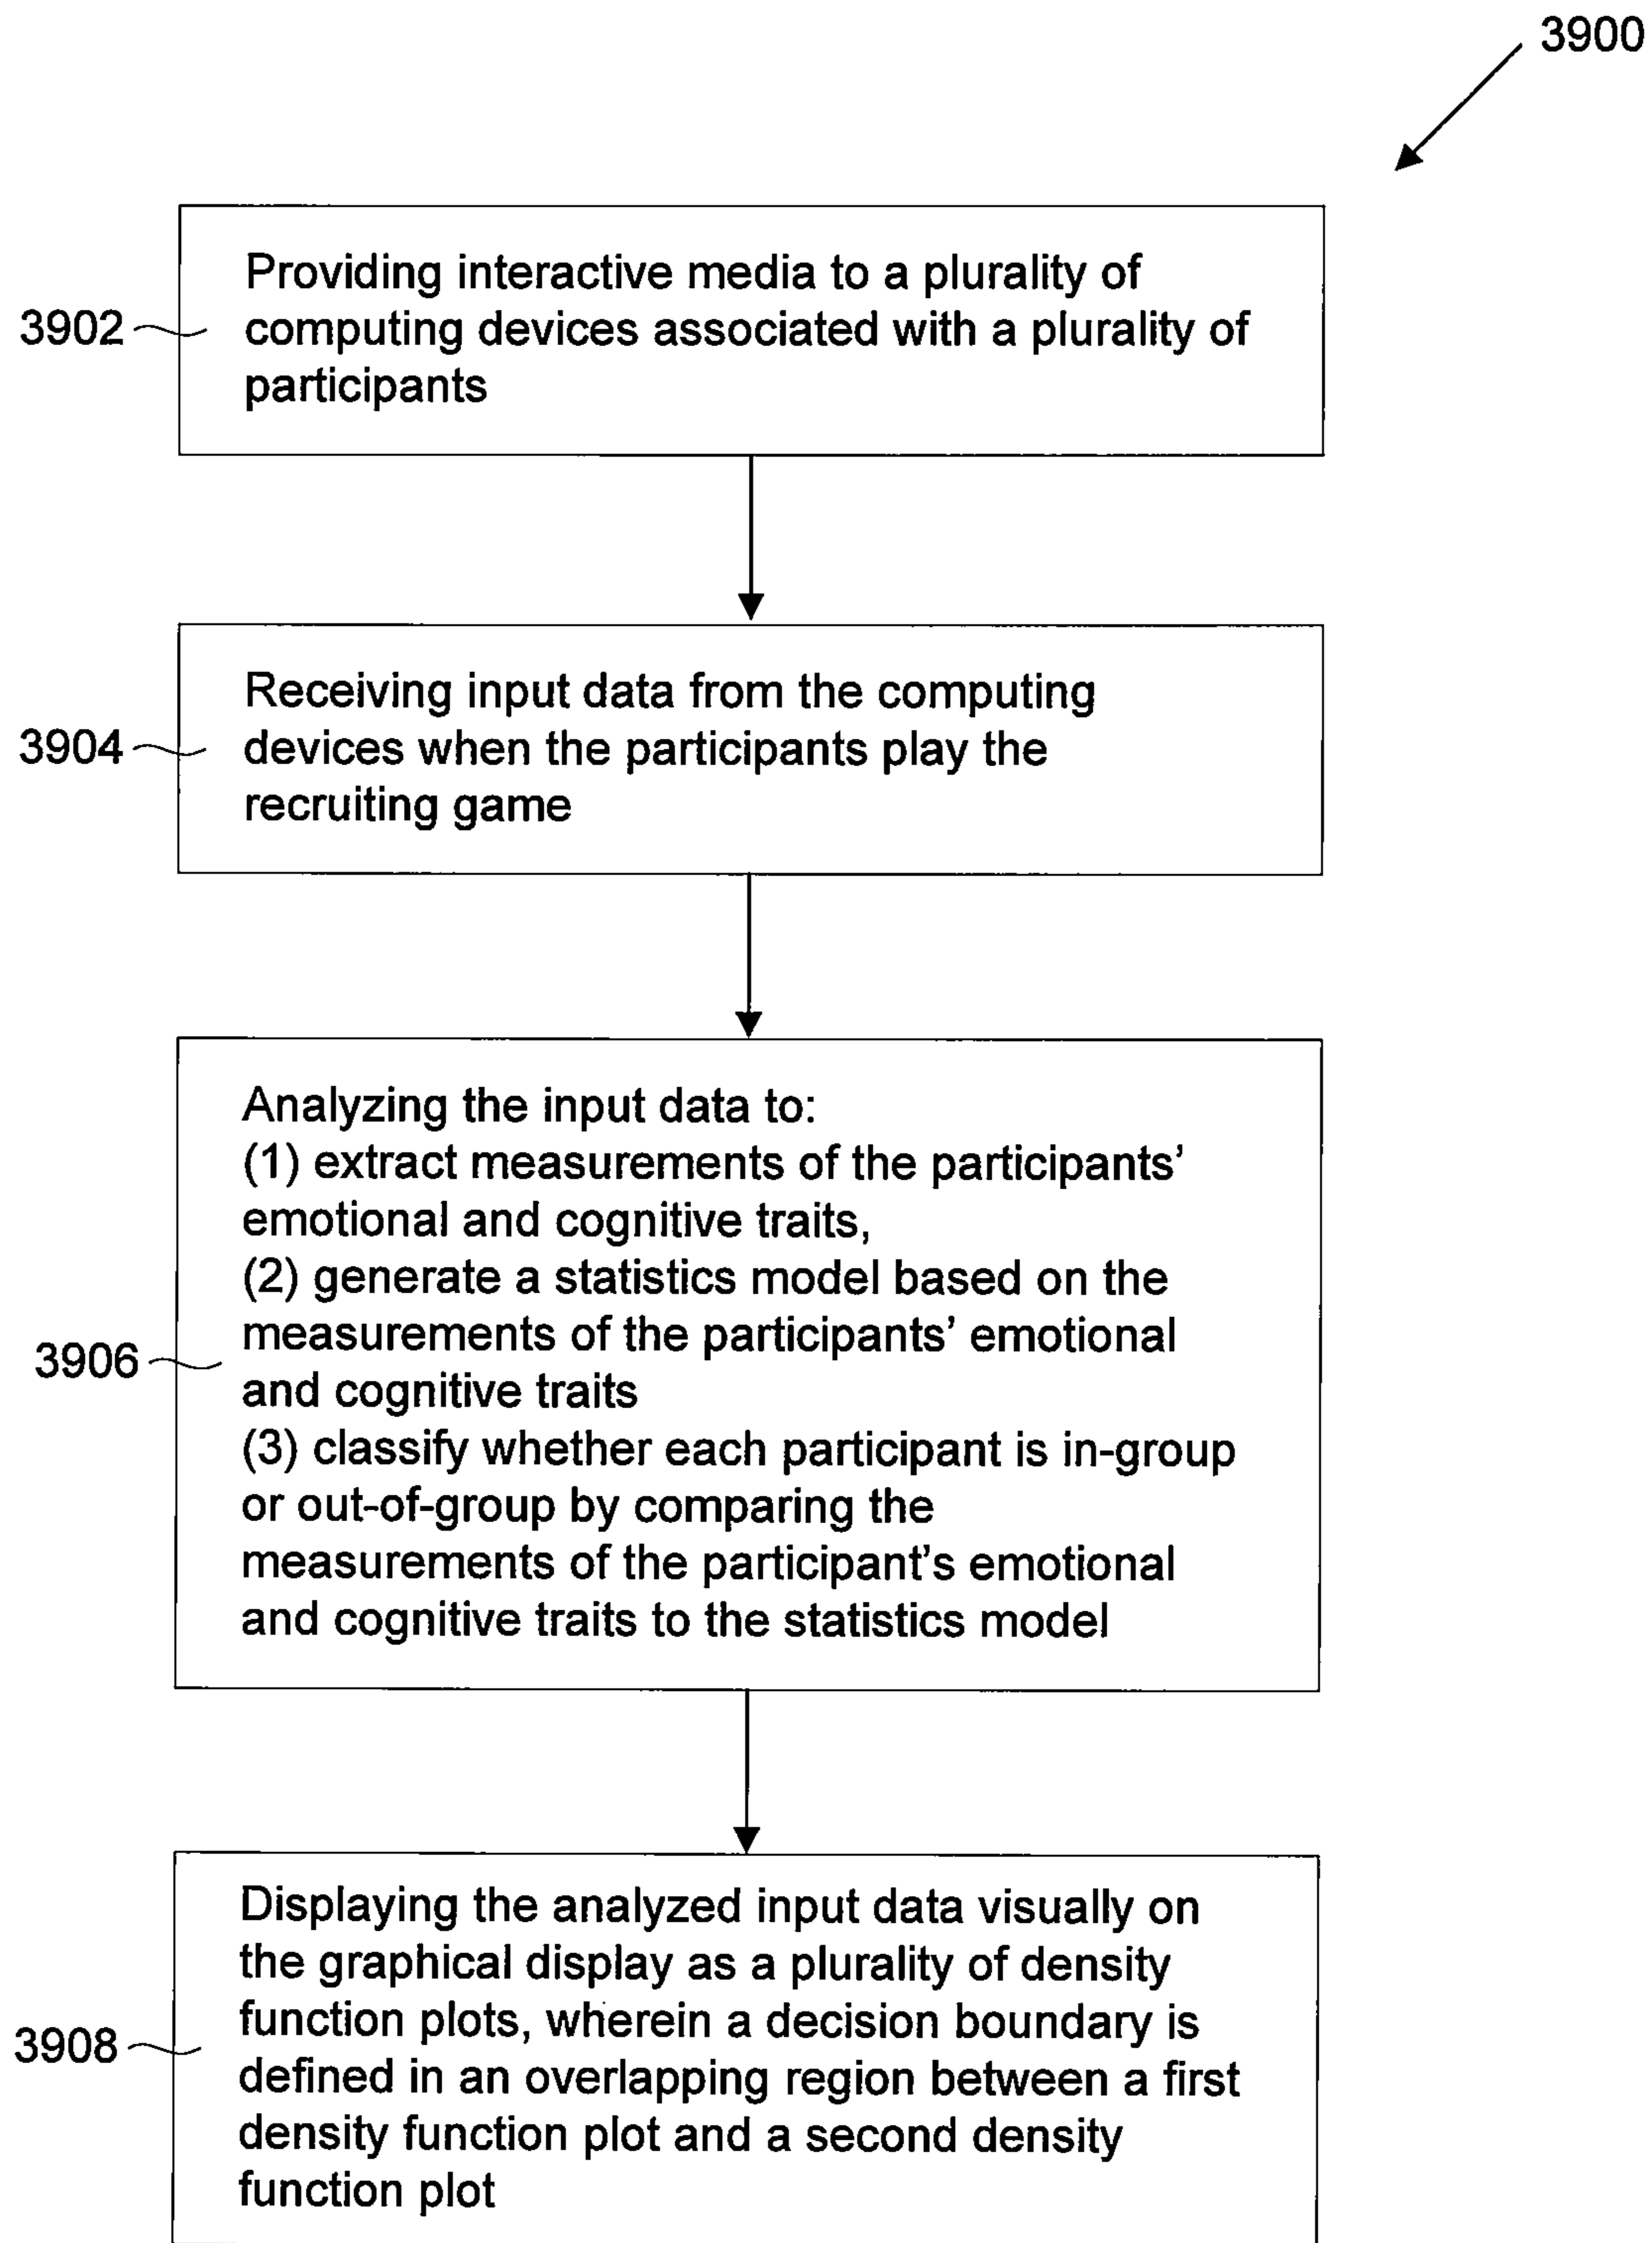 3900
Providing interactive media to a plurality of
computing devices associated with a plurality of
participants
3902
Receiving input data from the computing
devices when the participants play the
recruiting game
3904
Analyzing the input data to:
(1) extract measurements of the participants’
emotional and cognitive traits,
(2) generate a statistics model based on the
measurements of the participants’ emotional
and cognitive traits
(3) classify whether each participant is in-group
or out-of-group by comparing the
measurements of the participant’s emotional
and cognitive traits to the statistics model
3906
Displaying the analyzed input data visually on
the graphical display as a plurality of density
function plots, wherein a decision boundary is
defined in an overlapping region between a first
density function plot and a second density
function plot
3908